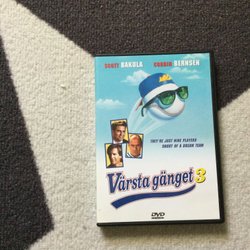 SCOTT BAKULA CORBIN BERNSEN
THEY'RE JUST NINE PLAYERS
SHORT OF A DREAM TEAM
Värsta gänget 3
DVD